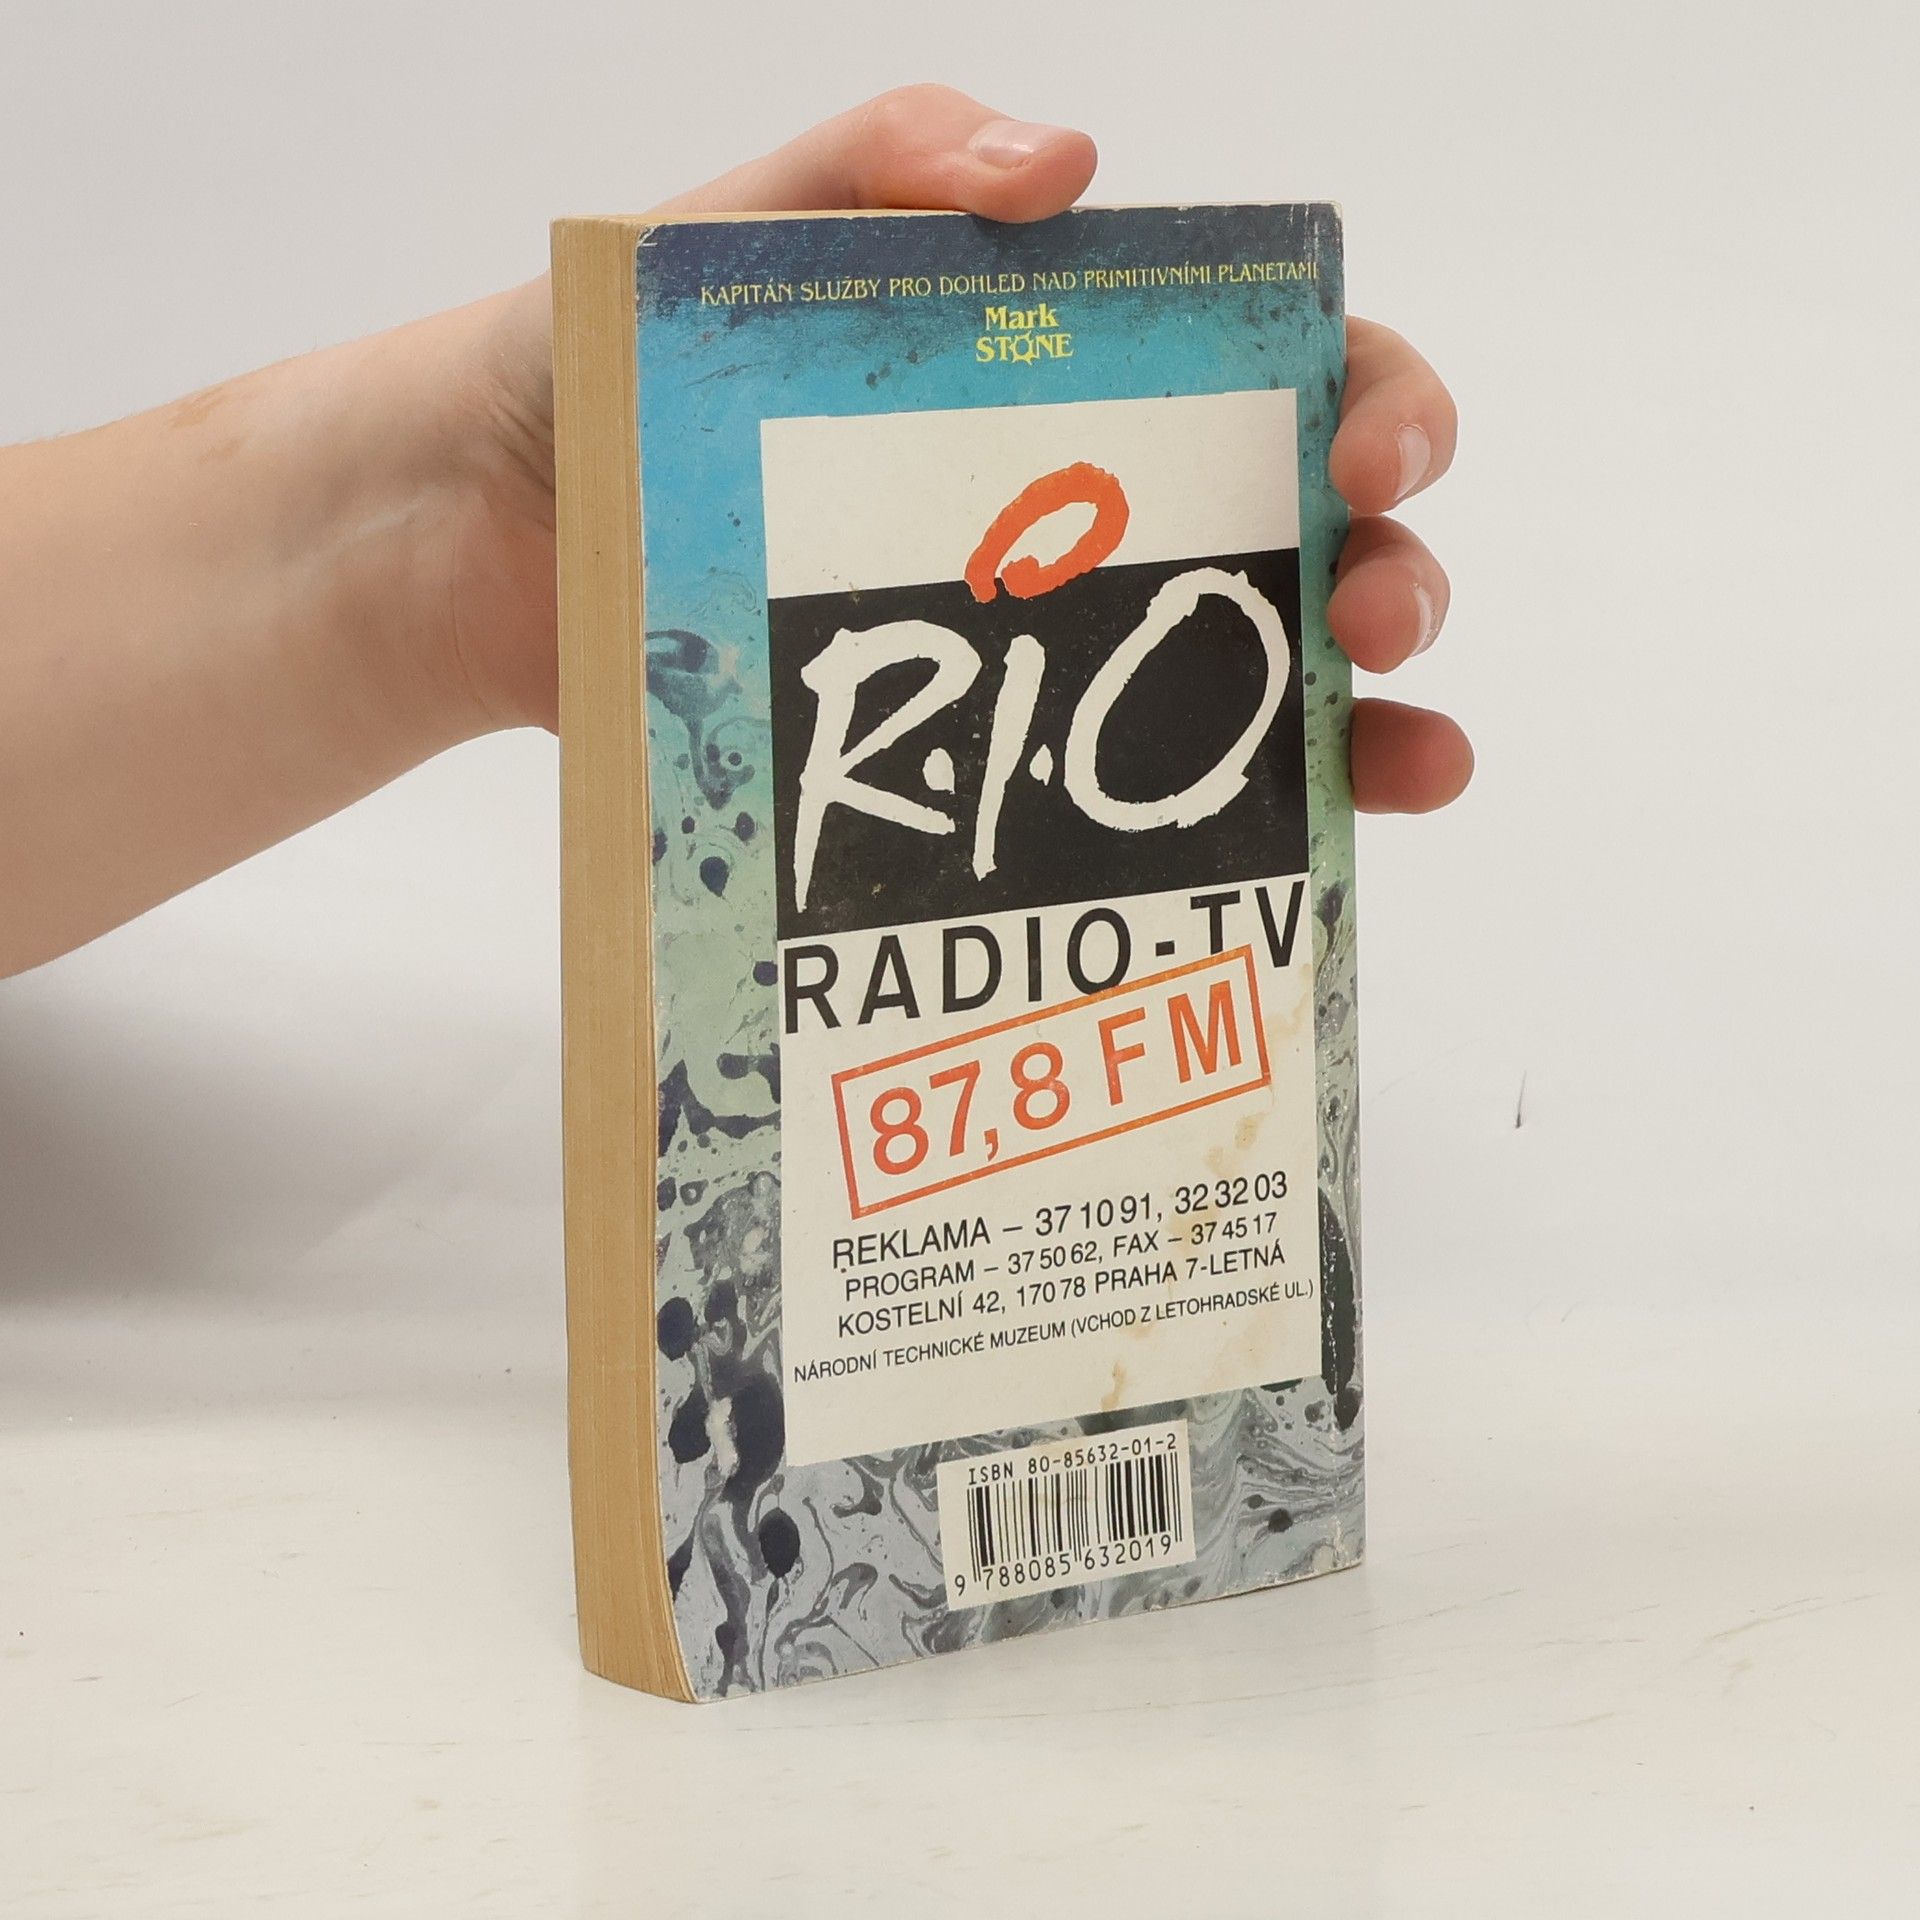 KAPITÁN SLUŽBY PRO DOHLED NAD PRIMITIVNÍMI PLANETAMI
Mark
STONE
R.I.O
RADIO-TV
87,8 FM
REKLAMA – 37 10 91, 32 32 03
PROGRAM – 37 50 62, FAX – 37 45 17
KOSTELNÍ 42, 170 78 PRAHA 7-LETNÁ
NÁRODNÍ TECHNICKÉ MUZEUM (VCHOD Z LETOHRADSKÉ UL.)
ISBN 80-85632-01-2
9 788085 632019